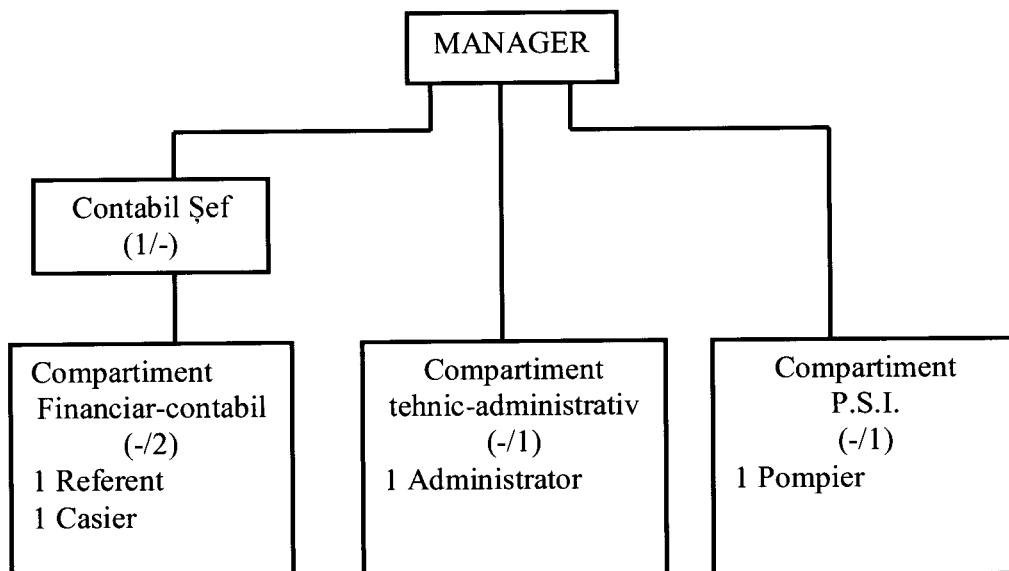 MANAGER
Contabil Șef
(1/-)
Compartiment
Financiar-contabil
(-/2)
1 Referent
1 Casier
Compartiment
tehnic-administrativ
(-/1)
1 Administrator
Compartiment
P.S.I.
(-/1)
1 Pompier